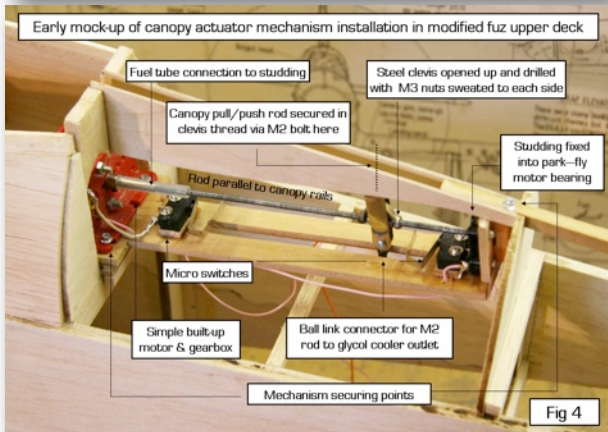 Early mock-up of canopy actuator mechanism installation in modified fuz upper deck
Fuel tube connection to studding
Steel clevis opened up and drilled
with M3 nuts sweated to each side
Canopy pull/push rod secured in
clevis thread via M2 bolt here
Studding fixed
into park-fly
motor bearing
Rod parallel to canopy rails
Micro switches
Simple built-up
motor & gearbox
Ball link connector for M2
rod to glycol cooler outlet
Mechanism securing points
Fig 4